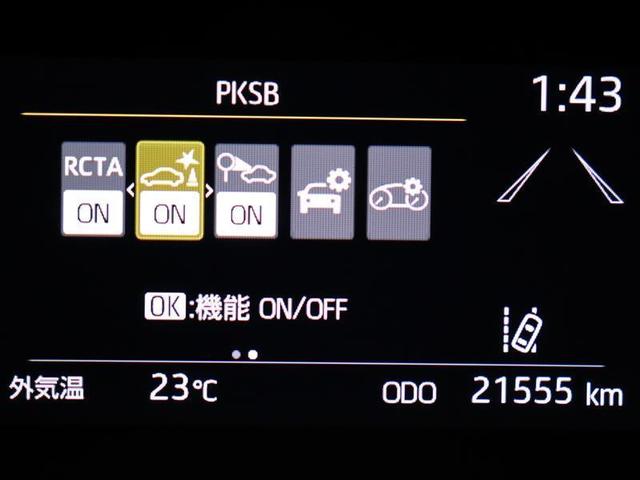 PKSB
1:43
RCTA
ON
ON
ON
OK:機能 ON/OFF
外気温 23℃ ODO 21555 km